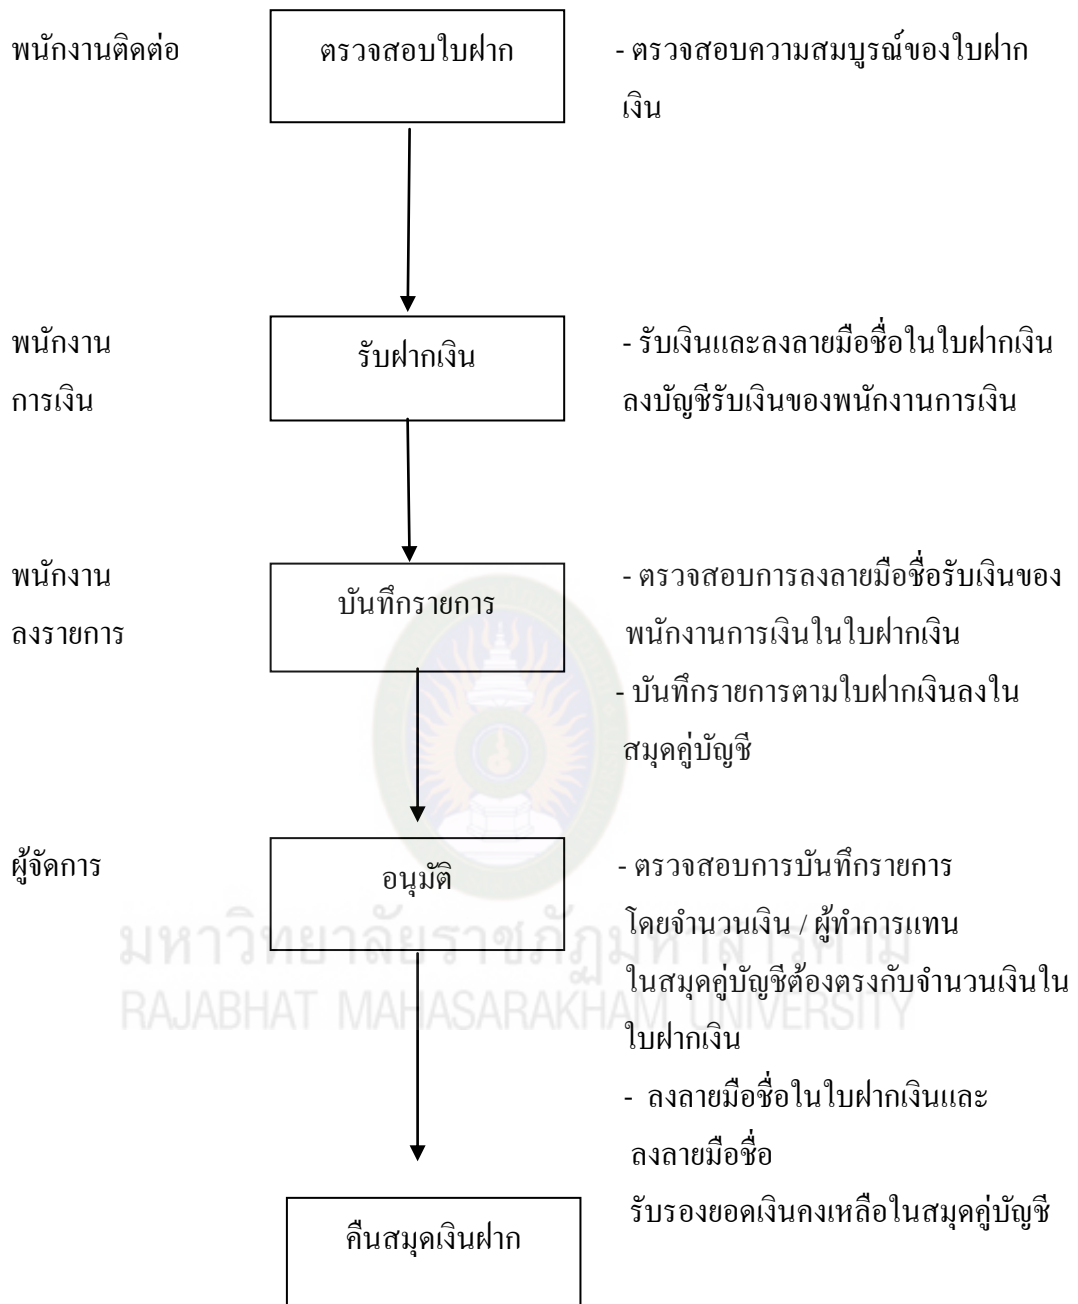 พนักงานติดต่อ
ตรวจสอบใบฝาก
- ตรวจสอบความสมบูรณ์ของใบฝาก
เงิน
พนักงาน
การเงิน
รับฝากเงิน
- รับเงินและลงลายมือชื่อในใบฝากเงิน
ลงบัญชีรับเงินของพนักงานการเงิน
พนักงาน
ลงรายการ
บันทึกรายการ
- ตรวจสอบการลงลายมือชื่อรับเงินของ
พนักงานการเงินในใบฝากเงิน
- บันทึกรายการตามใบฝากเงินลงใน
สมุดคู่บัญชี
ผู้จัดการ
อนุมัติ
- ตรวจสอบการบันทึกรายการ
โดยจำนวนเงิน / ผู้ทำการแทน
ในสมุดคู่บัญชีต้องตรงกับจำนวนเงินใน
ใบฝากเงิน
- ลงลายมือชื่อในใบฝากเงินและ
ลงลายมือชื่อ
รับรองยอดเงินคงเหลือในสมุดคู่บัญชี
คืนสมุดเงินฝาก
มหาวิทยาลัยราชภัฏมหาสารคาม
RAJABHAT MAHASARAKHAM UNIVERSITY